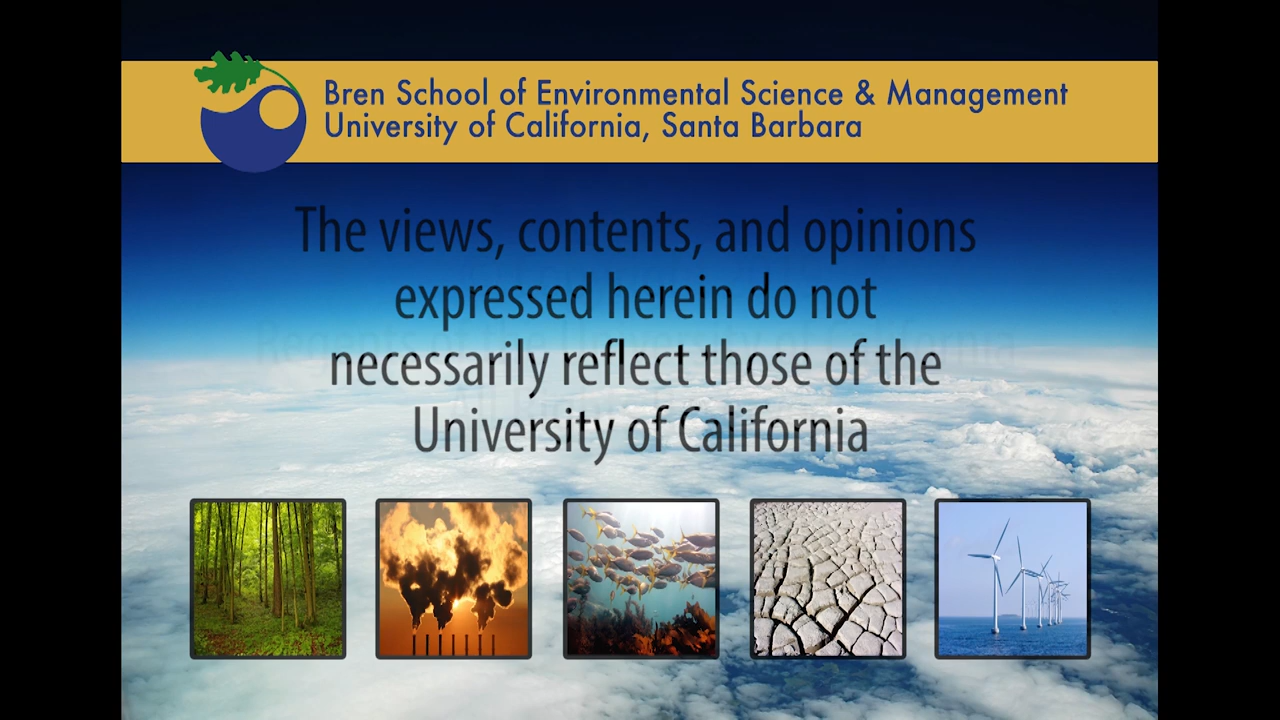 Bren School of Environmental Science & Management
University of California, Santa Barbara
The views, contents, and opinions
expressed herein do not
necessarily reflect those of the
University of California